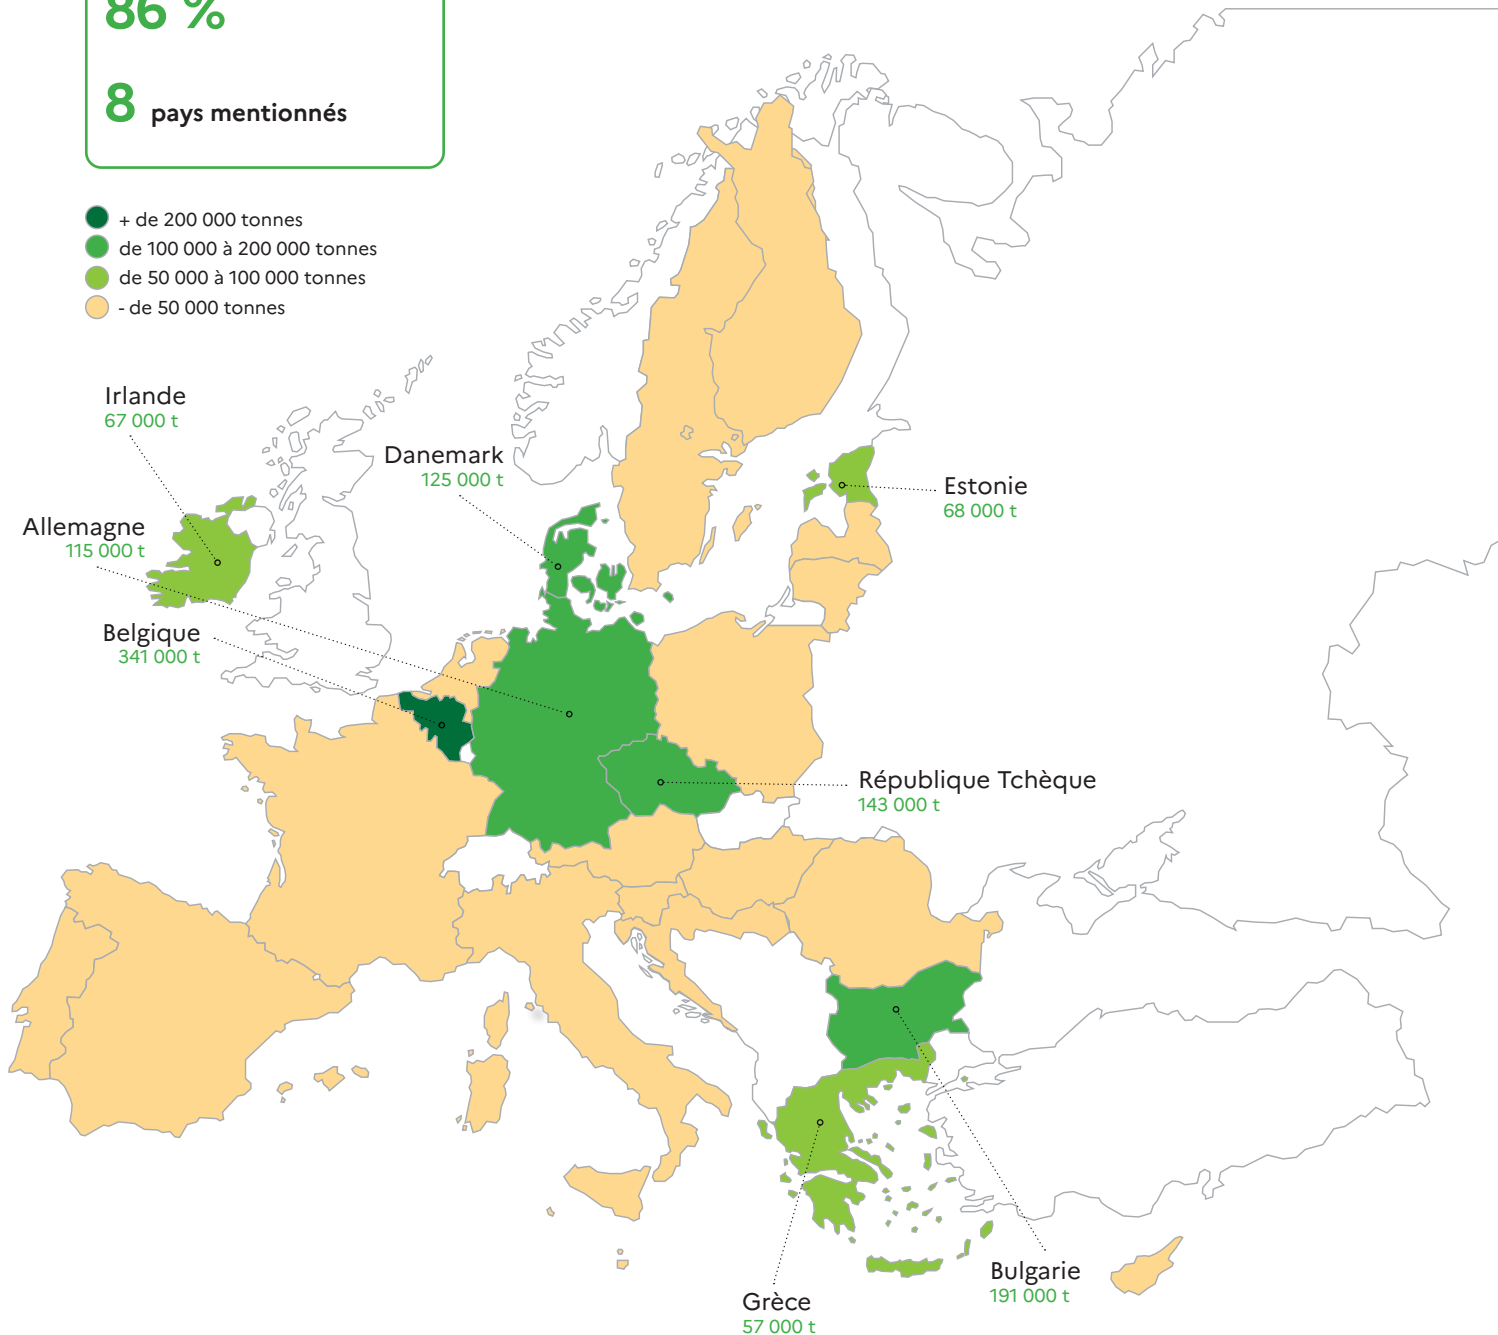 86 %
8 pays mentionnés
+ de 200 000 tonnes
de 100 000 à 200 000 tonnes
de 50 000 à 100 000 tonnes
- de 50 000 tonnes
Irlande
67 000 t
Danemark
125 000 t
Estonie
68 000 t
Allemagne
115 000 t
Belgique
341 000 t
République Tchèque
143 000 t
Bulgarie
191 000 t
Grèce
57 000 t